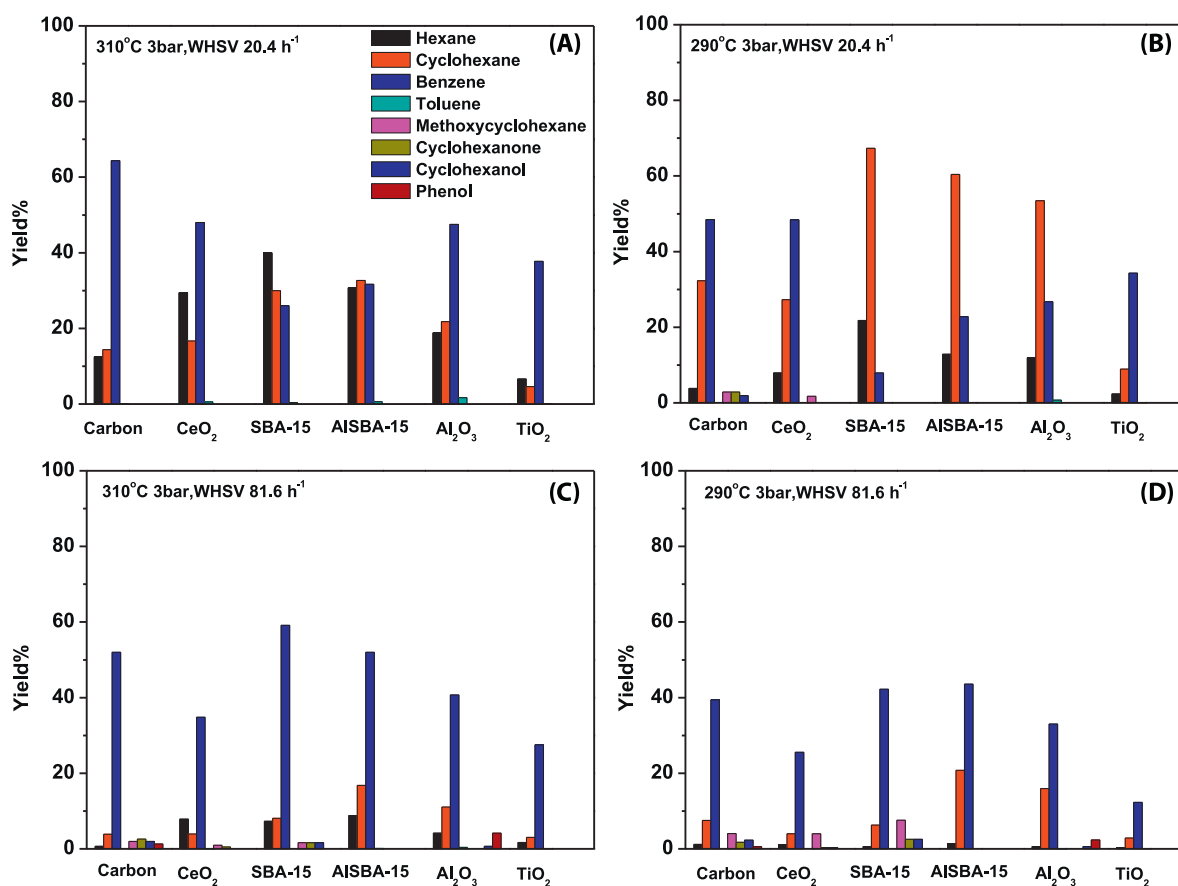 310°C 3bar,WHSV 20.4 h⁻¹
(A)
Hexane
Cyclohexane
Benzene
Toluene
Methoxycyclohexane
Cyclohexanone
Cyclohexanol
Phenol
Yield%
100
80
60
40
20
0
Carbon CeO₂ SBA-15 AlSBA-15 Al₂O₃ TiO₂
290°C 3bar,WHSV 20.4 h⁻¹
(B)
Yield%
100
80
60
40
20
0
Carbon CeO₂ SBA-15 AlSBA-15 Al₂O₃ TiO₂
310°C 3bar,WHSV 81.6 h⁻¹
(C)
Yield%
100
80
60
40
20
0
Carbon CeO₂ SBA-15 AlSBA-15 Al₂O₃ TiO₂
290°C 3bar,WHSV 81.6 h⁻¹
(D)
Yield%
100
80
60
40
20
0
Carbon CeO₂ SBA-15 AlSBA-15 Al₂O₃ TiO₂